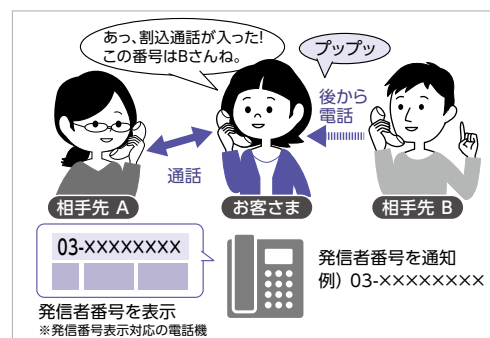 あっ、割込通話が入った!
この番号はBさんね。
プップッ
後から
電話
通話
相手先 A
お客さま
相手先 B
03-××××××××
発信者番号を表示
※発信番号表示対応の電話機
発信者番号を通知
例）03-××××××××